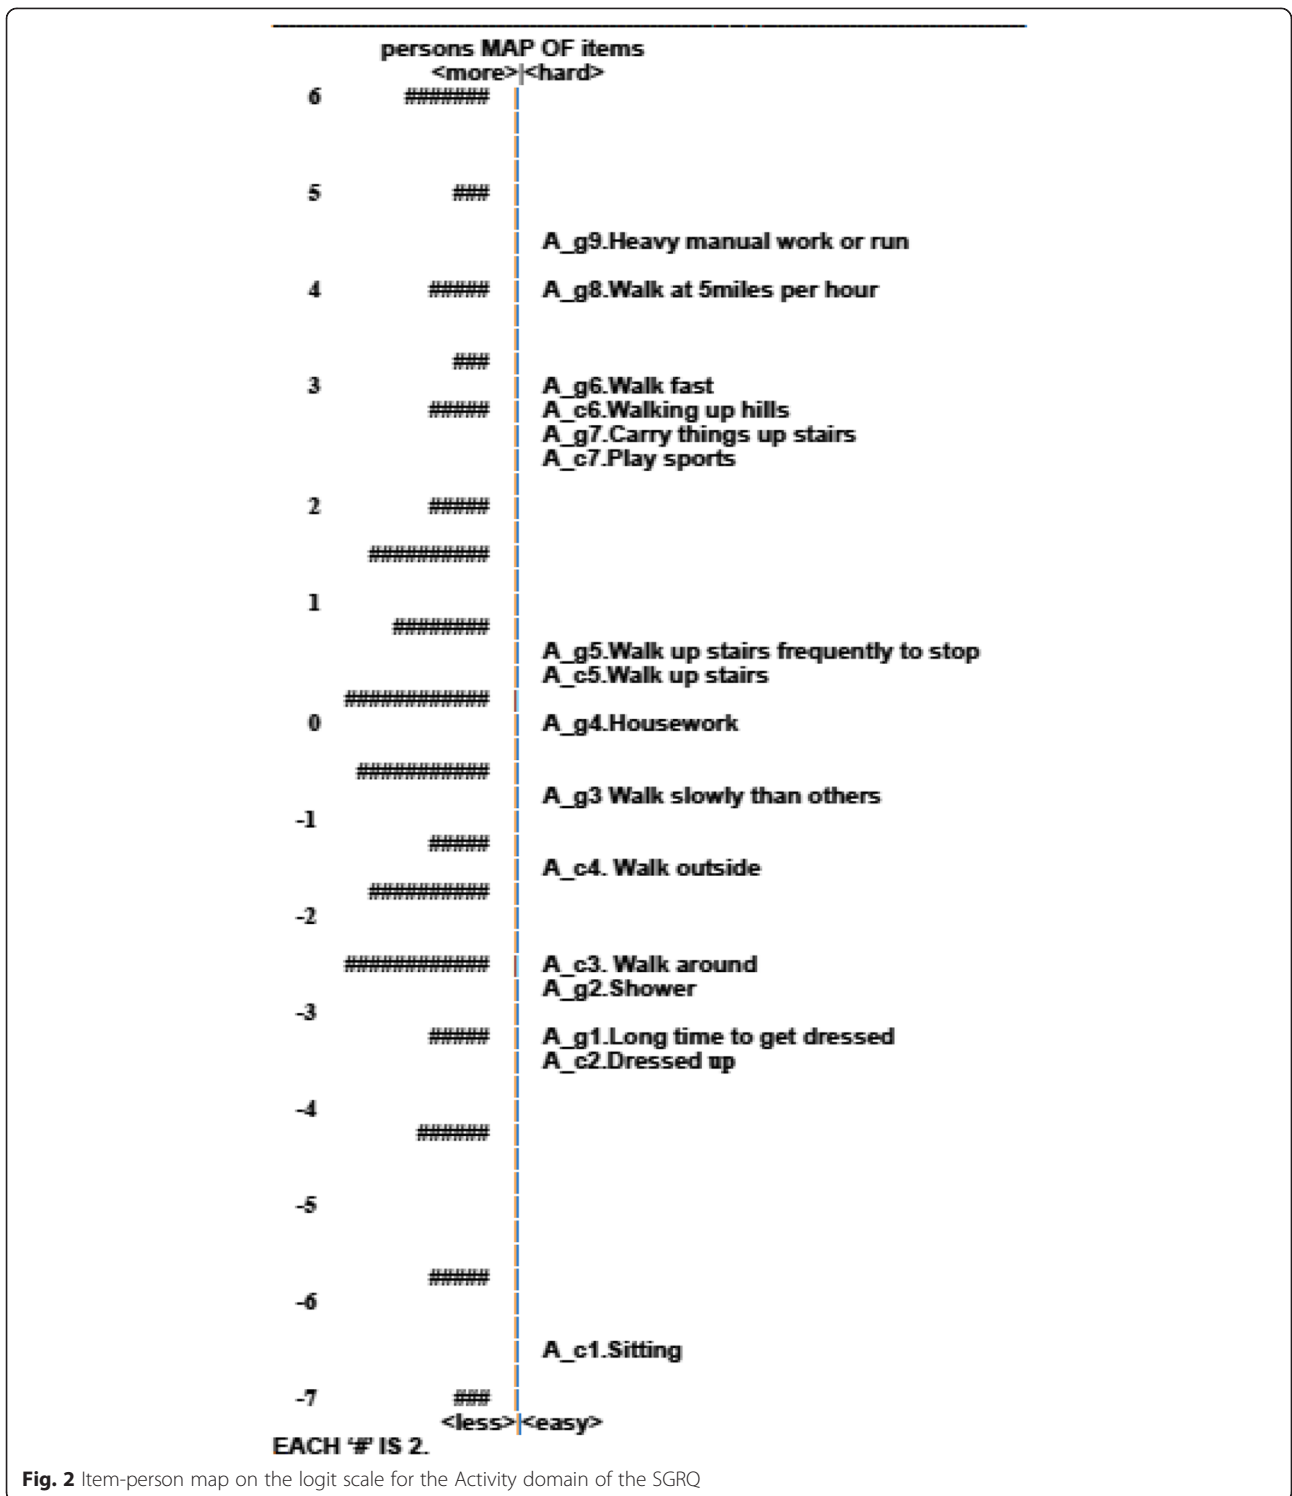 persons MAP OF items
<more>|<hard>
6 #######
5 ###
A_g9.Heavy manual work or run
4 ##### A_g8.Walk at 5miles per hour
###
3 A_g6.Walk fast
##### A_c6.Walking up hills
A_g7.Carry things up stairs
A_c7.Play sports
2 #####
##########
1
########
A_g5.Walk up stairs frequently to stop
A_c5.Walk up stairs
############
0 A_g4.Housework
###########
A_g3 Walk slowly than others
-1
#####
A_c4. Walk outside
##########
-2
############ A_c3. Walk around
A_g2.Shower
-3
##### A_g1.Long time to get dressed
A_c2.Dressed up
-4
######
-5
#####
-6
A_c1.Sitting
-7 ###
<less>|<easy>
EACH '#' IS 2.
Fig. 2 Item-person map on the logit scale for the Activity domain of the SGRQ